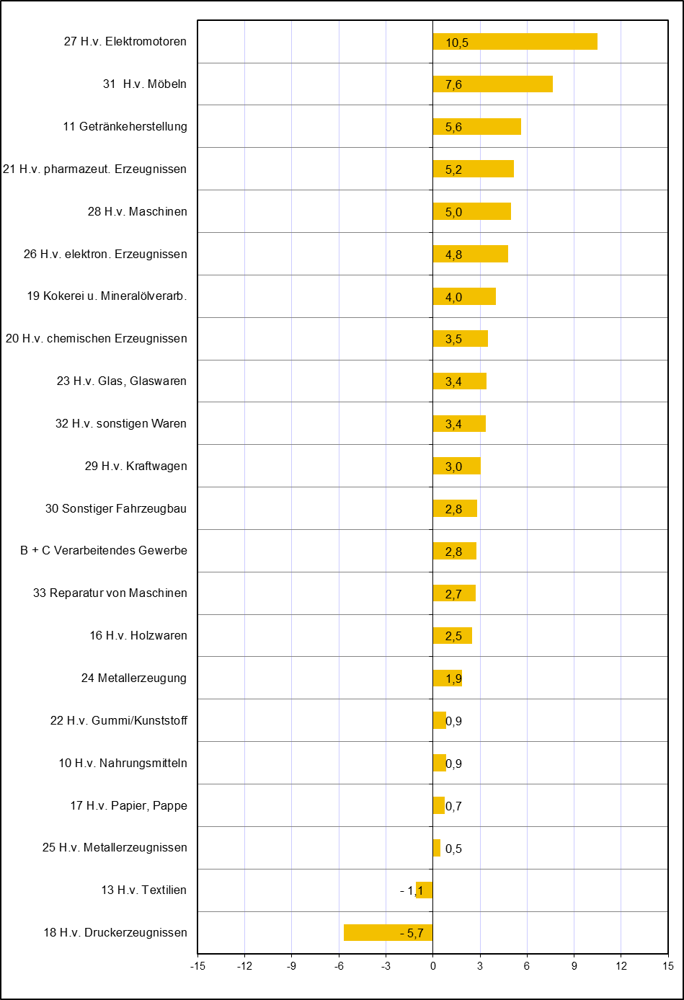 27 H.v. Elektromotoren 10,5
31 H.v. Möbeln 7,6
11 Getränkeherstellung 5,6
21 H.v. pharmazeut. Erzeugnissen 5,2
28 H.v. Maschinen 5,0
26 H.v. elektron. Erzeugnissen 4,8
19 Kokerei u. Mineralölverarb. 4,0
20 H.v. chemischen Erzeugnissen 3,5
23 H.v. Glas, Glaswaren 3,4
32 H.v. sonstigen Waren 3,4
29 H.v. Kraftwagen 3,0
30 Sonstiger Fahrzeugbau 2,8
B + C Verarbeitendes Gewerbe 2,8
33 Reparatur von Maschinen 2,7
16 H.v. Holzwaren 2,5
24 Metallerzeugung 1,9
22 H.v. Gummi/Kunststoff 0,9
10 H.v. Nahrungsmitteln 0,9
17 H.v. Papier, Pappe 0,7
25 H.v. Metallerzeugnissen 0,5
13 H.v. Textilien - 1,1
18 H.v. Druckerzeugnissen - 5,7
-15 -12 -9 -6 -3 0 3 6 9 12 15